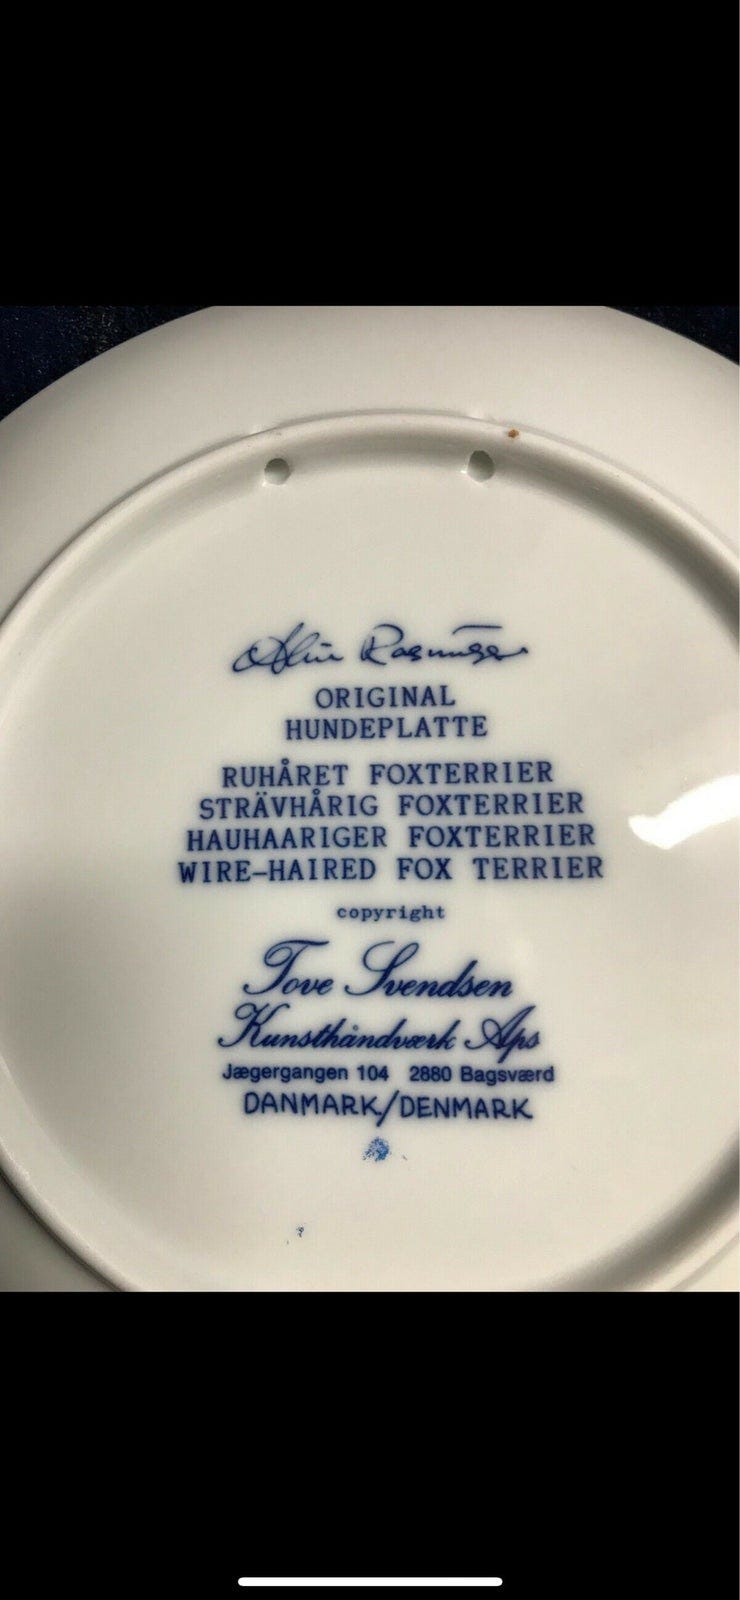 Rasmussen
ORIGINAL
HUNDEPLATTE
RUHÅRET FOXTERRIER
STRÄVHÅRIG FOXTERRIER
HAUHAARIGER FOXTERRIER
WIRE-HAIRED FOX TERRIER
copyright
Tove Svendsen
Kunsthåndværk Aps
Jægergangen 104 2880 Bagsværd
DANMARK/DENMARK